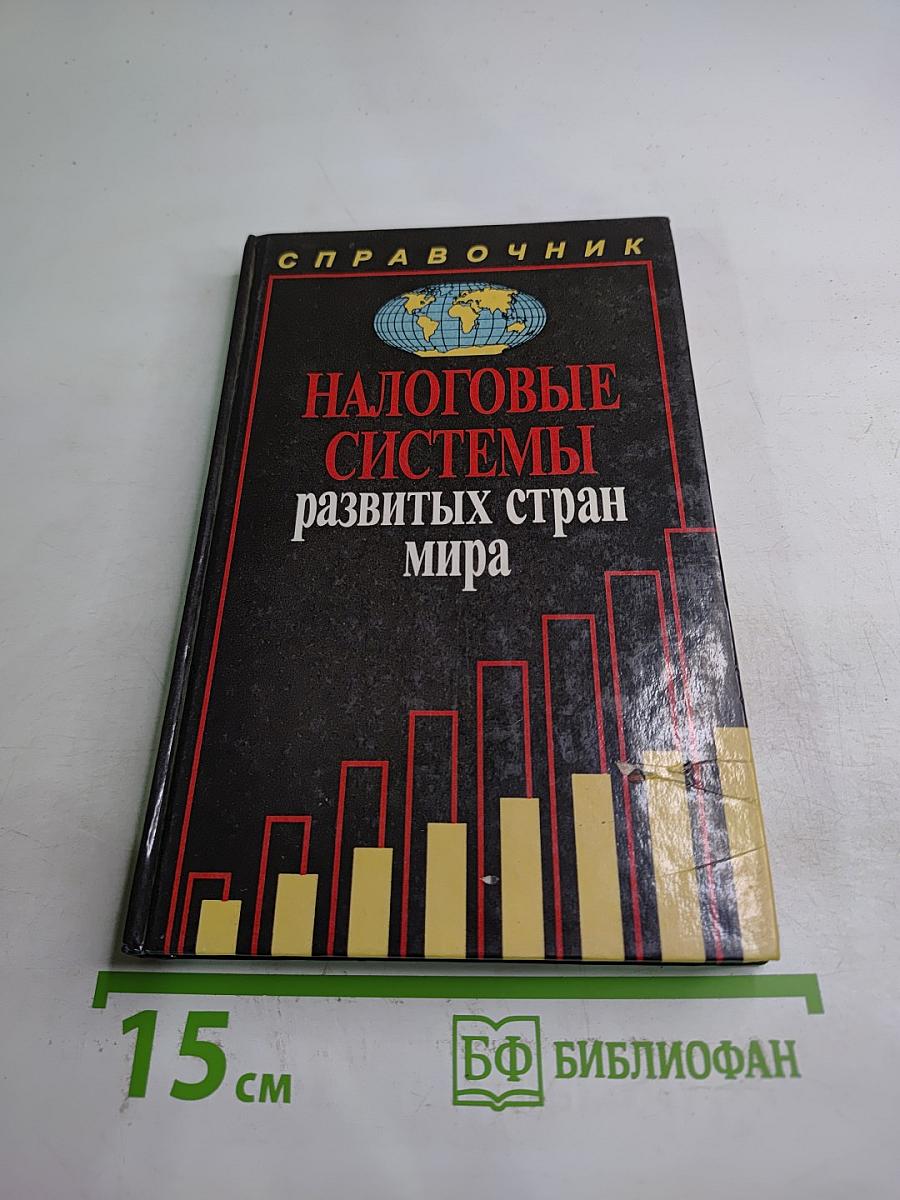 СПРАВОЧНИК
НАЛОГОВЫЕ
СИСТЕМЫ
развитых стран
мира
15 см
БФ БИБЛИОФАН